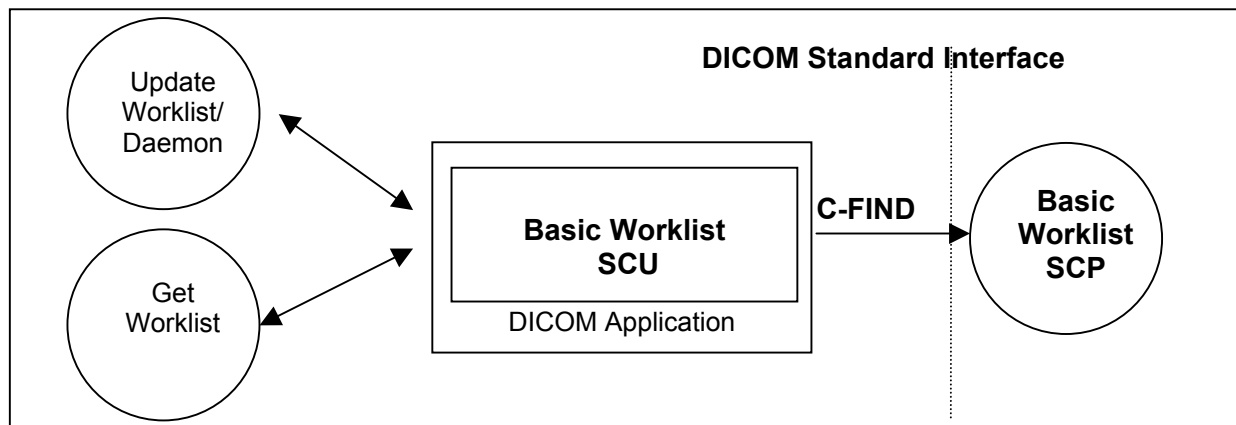 Update
Worklist/
Daemon
DICOM Standard Interface
Basic Worklist
SCU
DICOM Application
C-FIND
Basic
Worklist
SCP
Get
Worklist